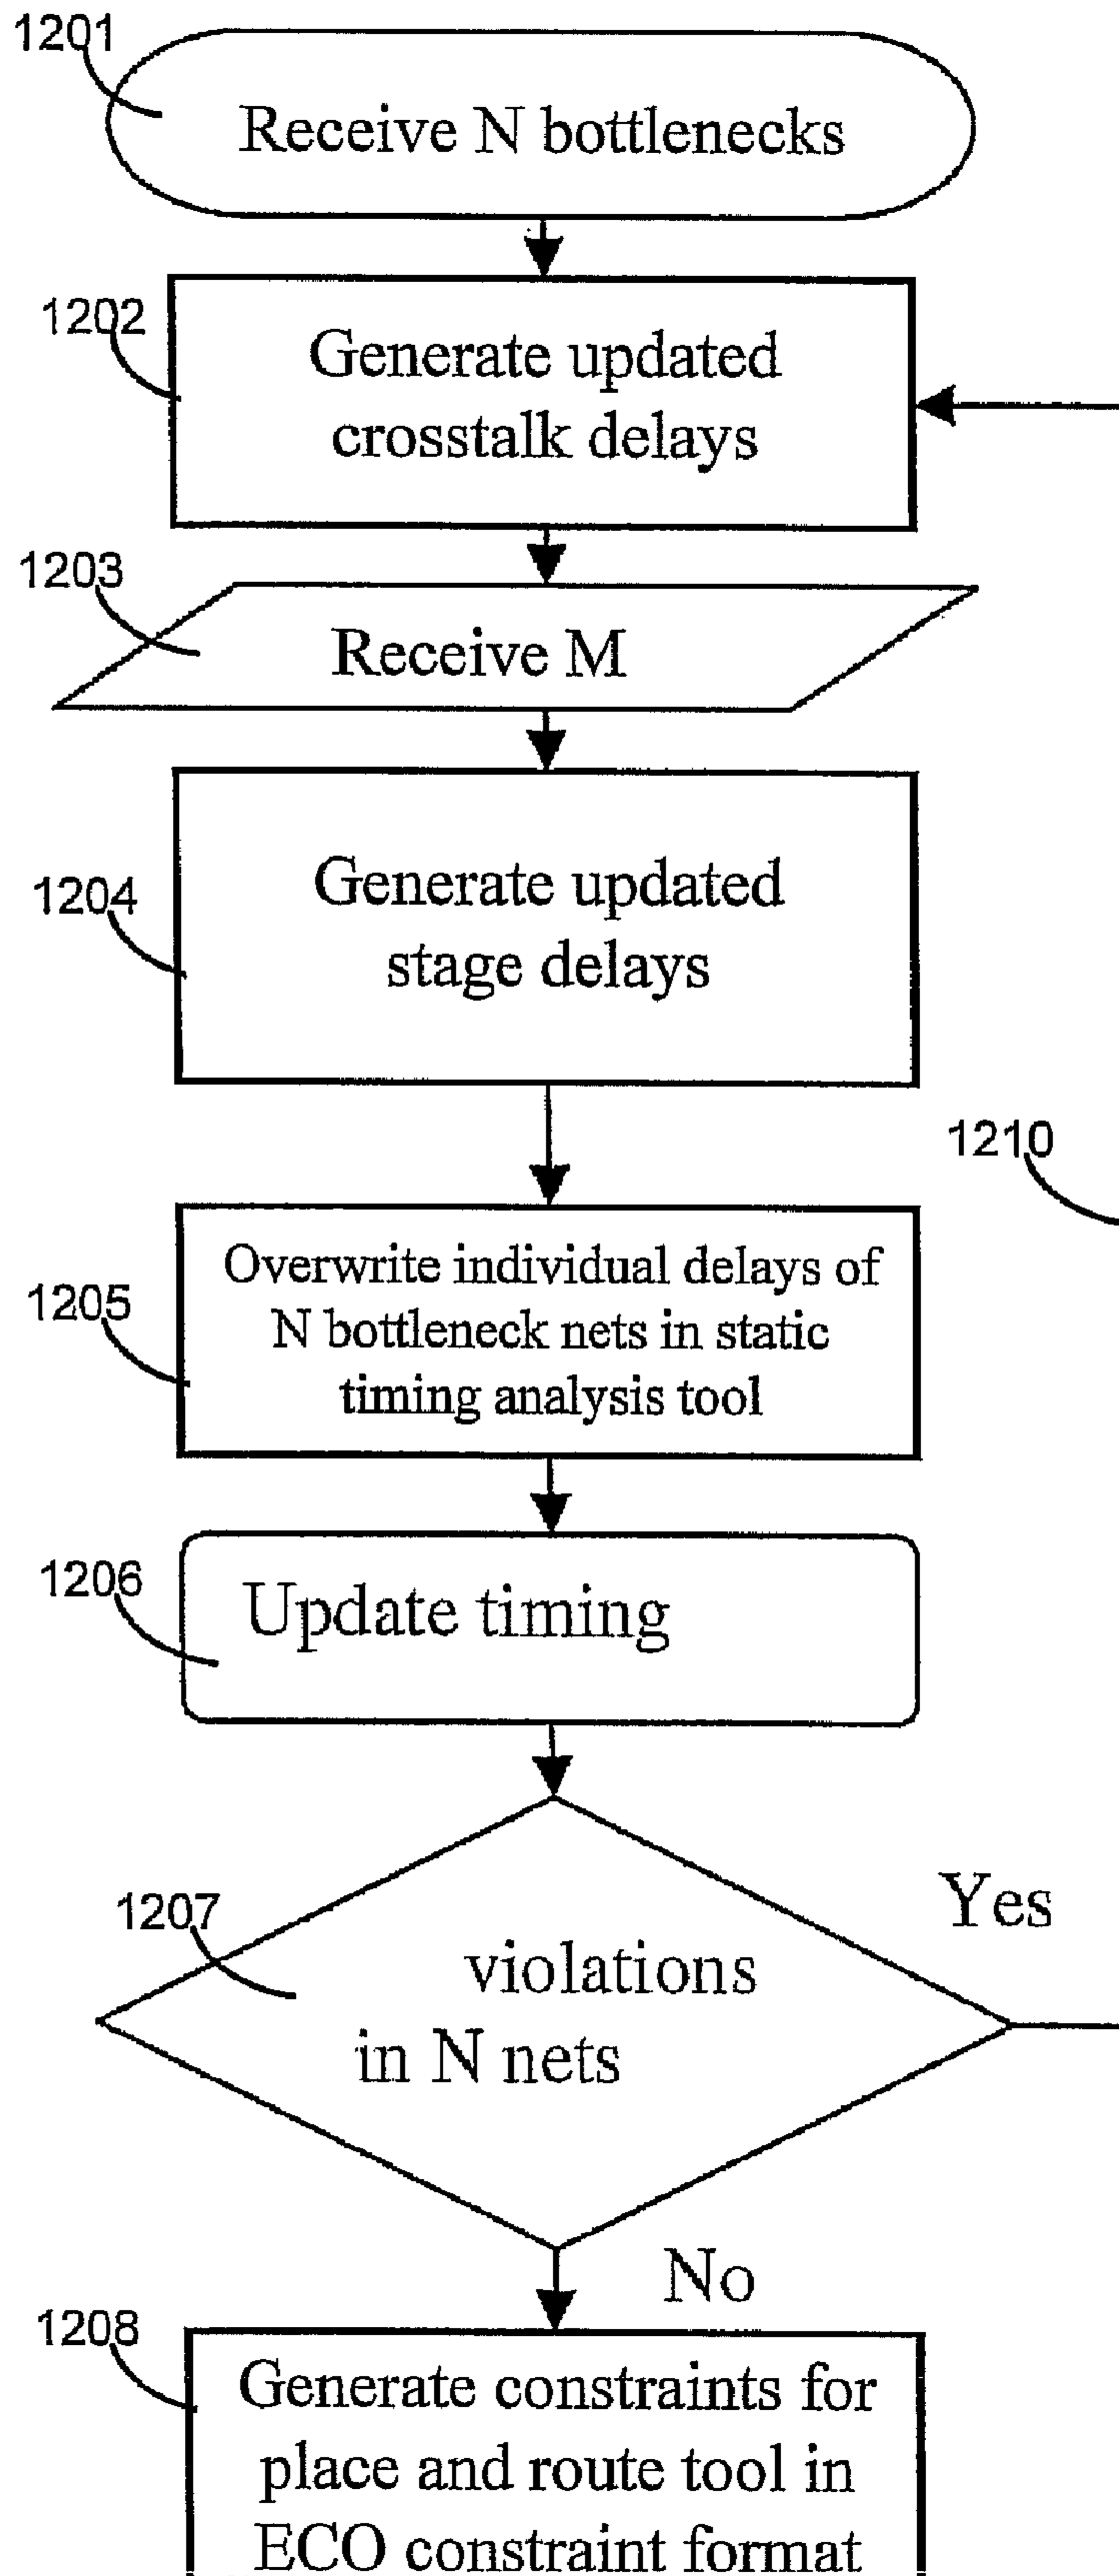 1201
Receive N bottlenecks
1202
Generate updated
crosstalk delays
1203
Receive M
1204
Generate updated
stage delays
1210
1205
Overwrite individual delays of
N bottleneck nets in static
timing analysis tool
1206
Update timing
1207
Yes
violations
in N nets
No
1208
Generate constraints for
place and route tool in
ECO constraint format